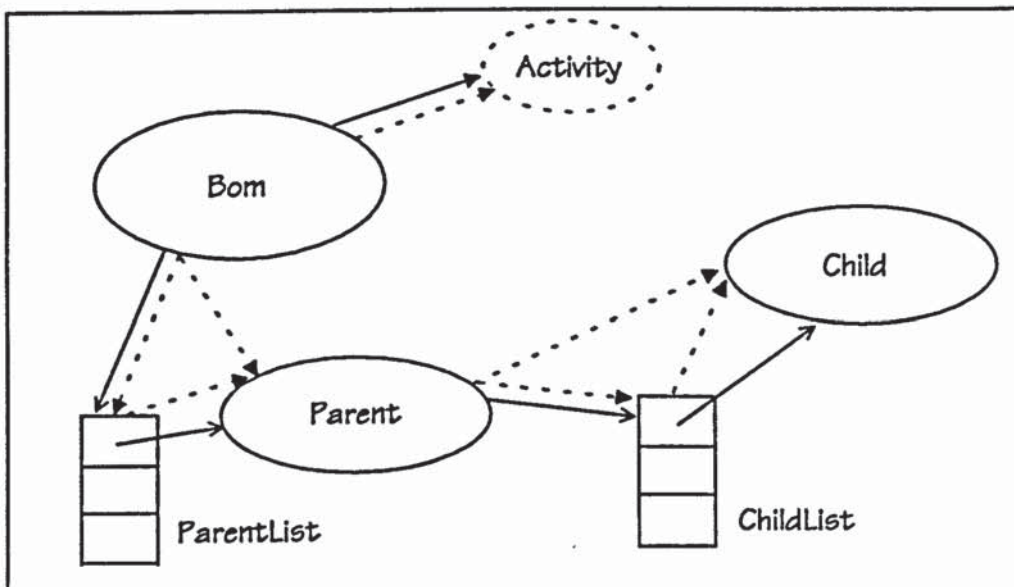 Activity
Bom
Child
Parent
ParentList
ChildList